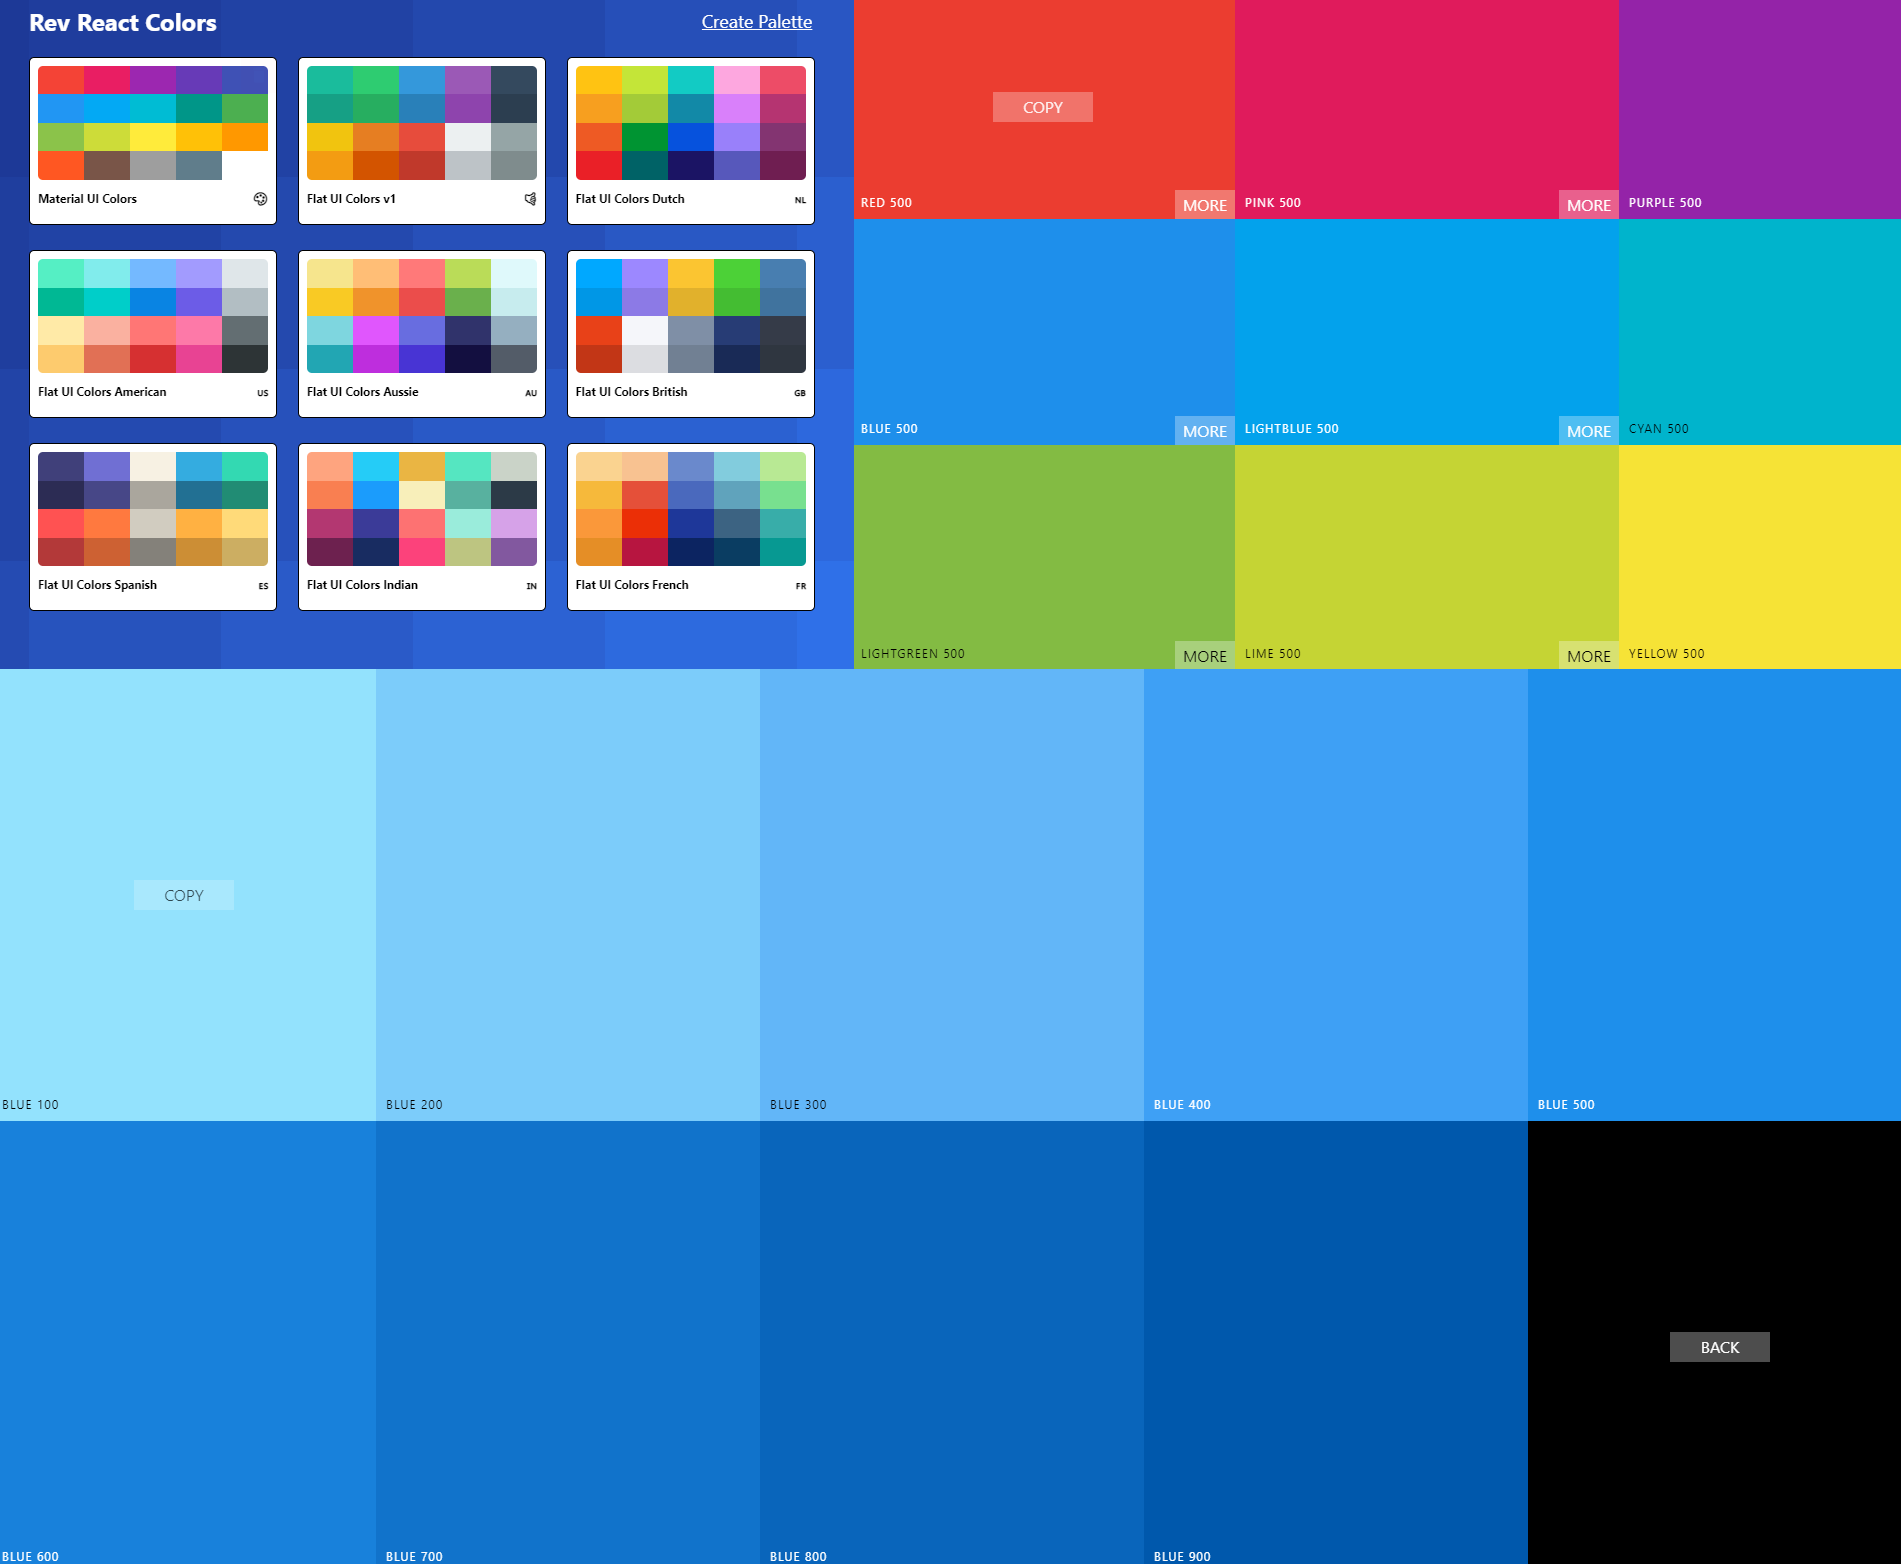 Rev React Colors
Create Palette
Material UI Colors
Flat UI Colors v1
Flat UI Colors Dutch
NL
Flat UI Colors American
US
Flat UI Colors Aussie
AU
Flat UI Colors British
GB
Flat UI Colors Spanish
ES
Flat UI Colors Indian
IN
Flat UI Colors French
FR
COPY
RED 500
MORE
PINK 500
MORE
PURPLE 500
BLUE 500
MORE
LIGHTBLUE 500
MORE
CYAN 500
LIGHTGREEN 500
MORE
LIME 500
MORE
YELLOW 500
COPY
BLUE 100
BLUE 200
BLUE 300
BLUE 400
BLUE 500
BACK
BLUE 600
BLUE 700
BLUE 800
BLUE 900